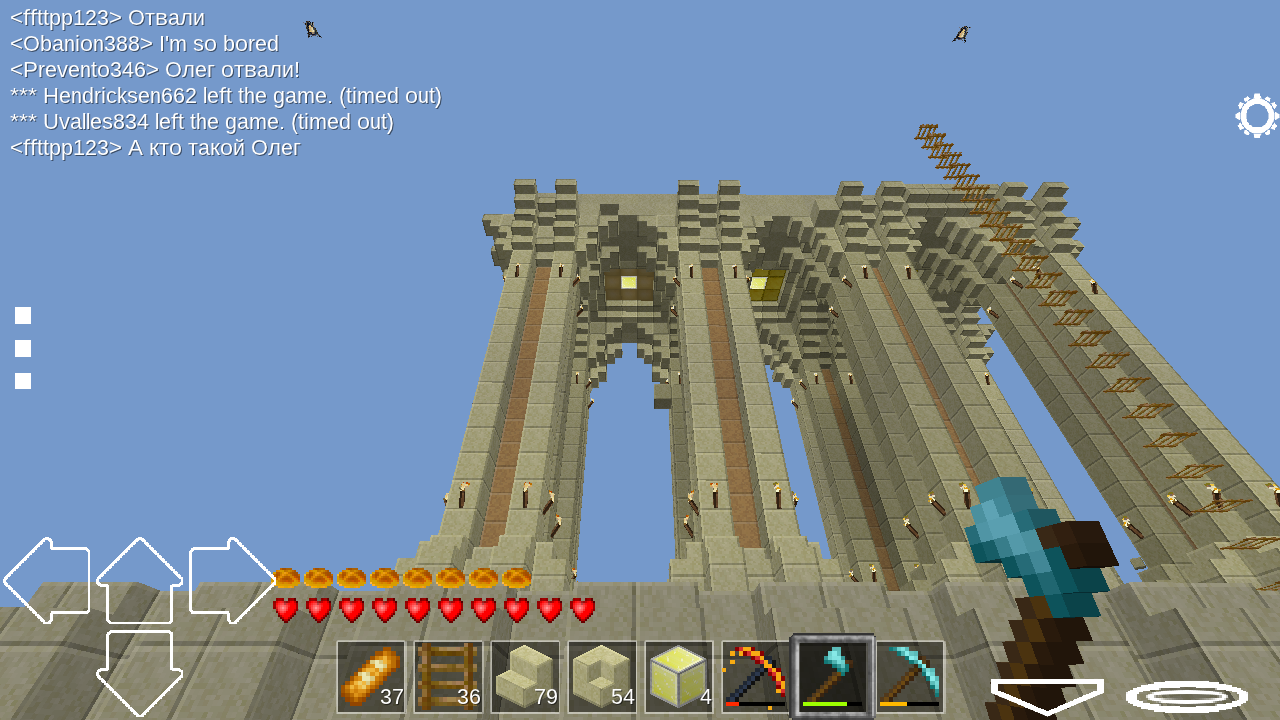 <ffttpp123> Отвали
<Obanion388> I'm so bored
<Prevento346> Олег отвали!
*** Hendricksen662 left the game. (timed out)
*** Uvalles834 left the game. (timed out)
<ffttpp123> А кто такой Олег
37 36 79 54 4